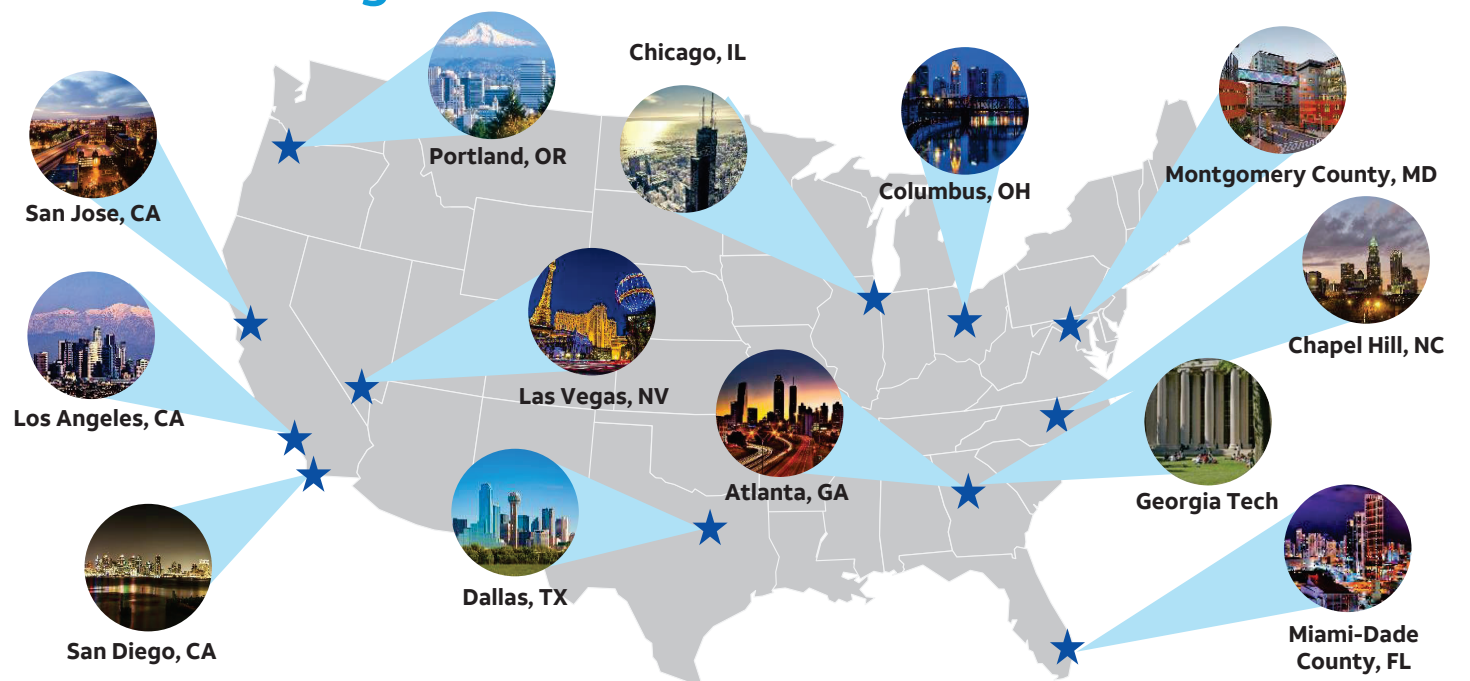 Chicago, IL
Portland, OR
Columbus, OH
Montgomery County, MD
San Jose, CA
Chapel Hill, NC
Los Angeles, CA
Las Vegas, NV
Atlanta, GA
Georgia Tech
Dallas, TX
San Diego, CA
Miami-Dade
County, FL